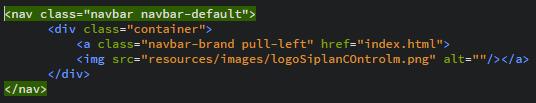 <nav class="navbar navbar-default">
<div class="container">
<a class="navbar-brand pull-left" href="index.html">
<img src="resources/images/logoSiplanCOntrolm.png" alt=""/></a>
</div>
</nav>